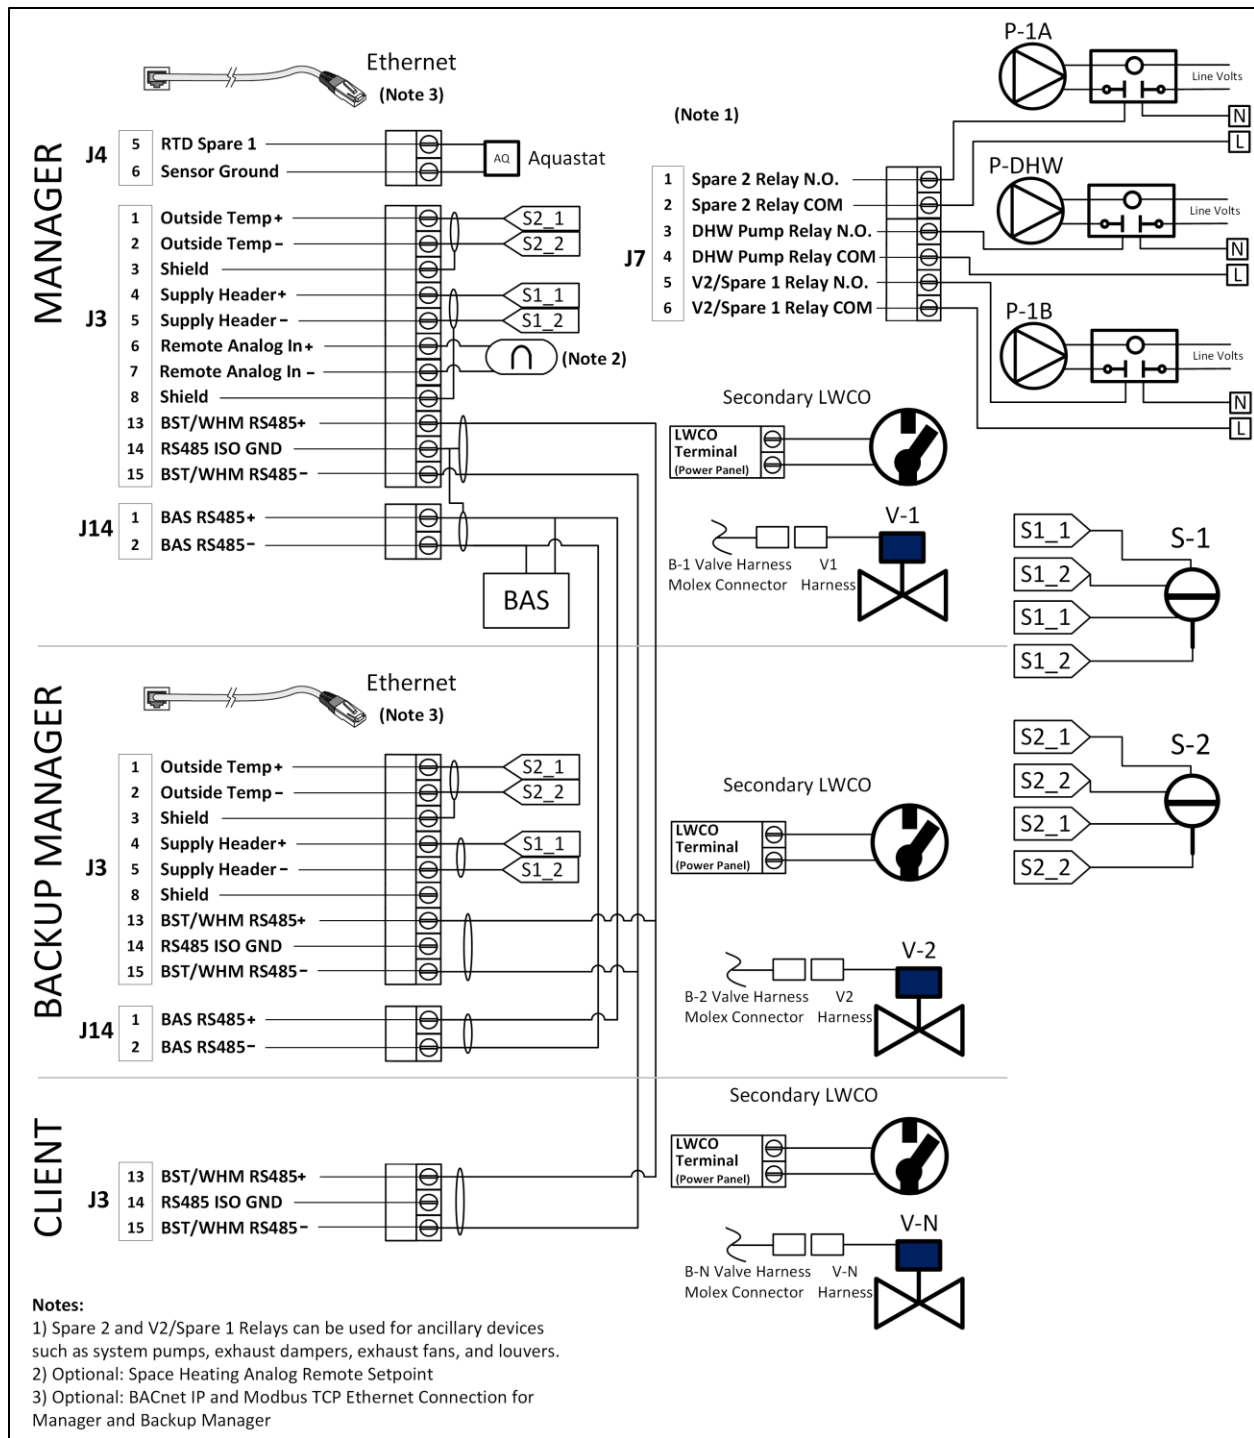 MANAGER
Ethernet
(Note 3)
J4
5 RTD Spare 1
6 Sensor Ground
AQ Aquastat
J3
1 Outside Temp+ S2_1
2 Outside Temp- S2_2
3 Shield
4 Supply Header+ S1_1
5 Supply Header- S1_2
6 Remote Analog In+
7 Remote Analog In -
(Note 2)
8 Shield
13 BST/WHM RS485+
14 RS485 ISO GND
15 BST/WHM RS485-
J14
1 BAS RS485+
2 BAS RS485-
BAS
(Note 1)
J7
1 Spare 2 Relay N.O.
2 Spare 2 Relay COM
3 DHW Pump Relay N.O.
4 DHW Pump Relay COM
5 V2/Spare 1 Relay N.O.
6 V2/Spare 1 Relay COM
P-1A
Line Volts
N
L
P-DHW
Line Volts
N
L
P-1B
Line Volts
N
L
Secondary LWCO
LWCO
Terminal
(Power Panel)
V-1
B-1 Valve Harness
Molex Connector
V1
Harness
S1_1
S1_2
S1_1
S1_2
S-1
BACKUP MANAGER
Ethernet
(Note 3)
J3
1 Outside Temp+ S2_1
2 Outside Temp- S2_2
3 Shield
4 Supply Header+ S1_1
5 Supply Header- S1_2
8 Shield
13 BST/WHM RS485+
14 RS485 ISO GND
15 BST/WHM RS485-
J14
1 BAS RS485+
2 BAS RS485-
Secondary LWCO
LWCO
Terminal
(Power Panel)
V-2
B-2 Valve Harness
Molex Connector
V2
Harness
S2_1
S2_2
S2_1
S2_2
S-2
CLIENT
J3
13 BST/WHM RS485+
14 RS485 ISO GND
15 BST/WHM RS485-
Secondary LWCO
LWCO
Terminal
(Power Panel)
V-N
B-N Valve Harness
Molex Connector
V-N
Harness
Notes:
1) Spare 2 and V2/Spare 1 Relays can be used for ancillary devices
such as system pumps, exhaust dampers, exhaust fans, and louvers.
2) Optional: Space Heating Analog Remote Setpoint
3) Optional: BACnet IP and Modbus TCP Ethernet Connection for
Manager and Backup Manager